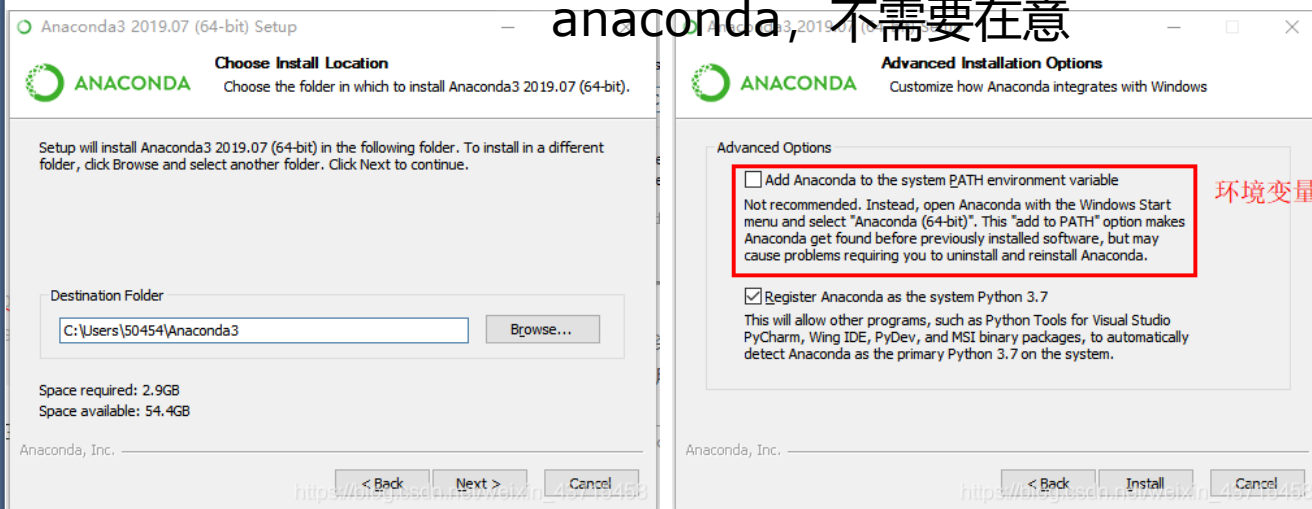 anaconda，不需要在意
Anaconda3 2019.07 (64-bit) Setup
ANACONDA
Choose Install Location
Choose the folder in which to install Anaconda3 2019.07 (64-bit).
Setup will install Anaconda3 2019.07 (64-bit) in the following folder. To install in a different
folder, click Browse and select another folder. Click Next to continue.
Destination Folder
C:\Users\50454\Anaconda3
Browse...
Space required: 2.9GB
Space available: 54.4GB
Anaconda, Inc.
< Back
Next >
Cancel
Anaconda3 2019.07 (64-bit) Setup
ANACONDA
Advanced Installation Options
Customize how Anaconda integrates with Windows
Advanced Options
Add Anaconda to the system PATH environment variable
Not recommended. Instead, open Anaconda with the Windows Start
menu and select "Anaconda (64-bit)". This "add to PATH" option makes
Anaconda get found before previously installed software, but may
cause problems requiring you to uninstall and reinstall Anaconda.
环境变量
Register Anaconda as the system Python 3.7
This will allow other programs, such as Python Tools for Visual Studio
PyCharm, Wing IDE, PyDev, and MSI binary packages, to automatically
detect Anaconda as the primary Python 3.7 on the system.
Anaconda, Inc.
< Back
Install
Cancel